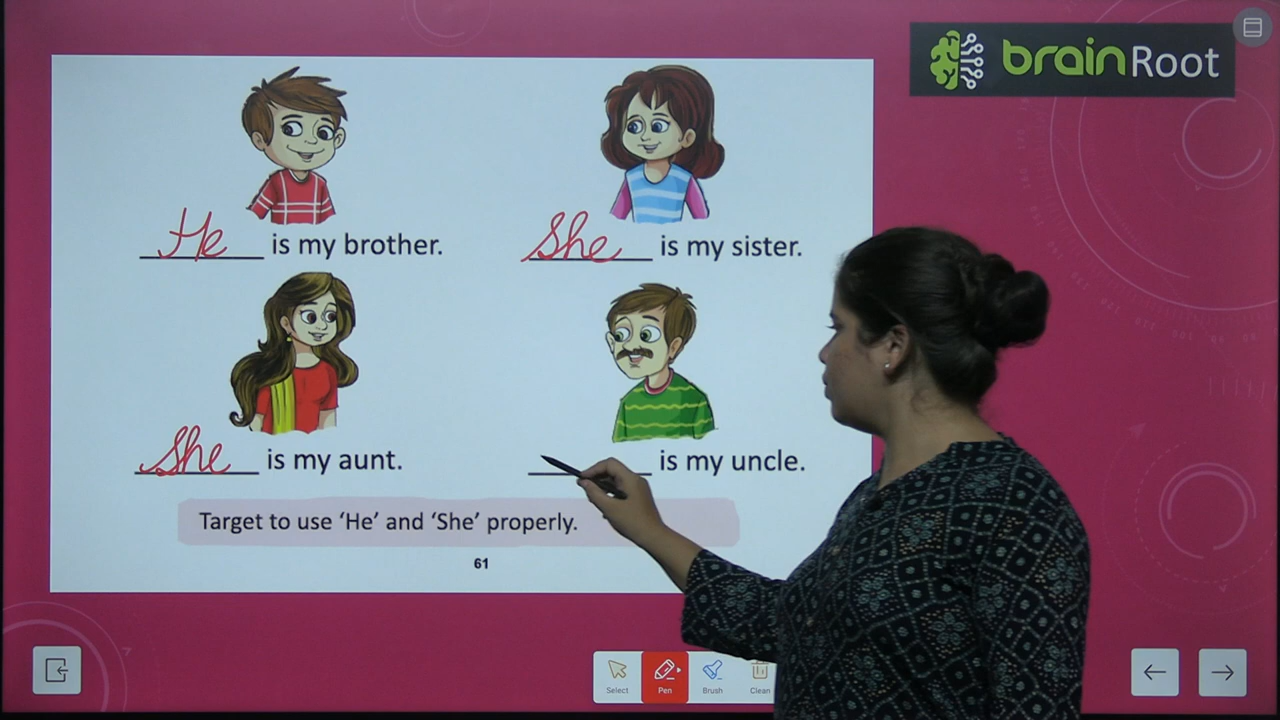 brainRoot
He is my brother.
She is my sister.
She is my aunt.
is my uncle.
Target to use ‘He’ and ‘She’ properly.
61
Select
Pen
Brush
Clean